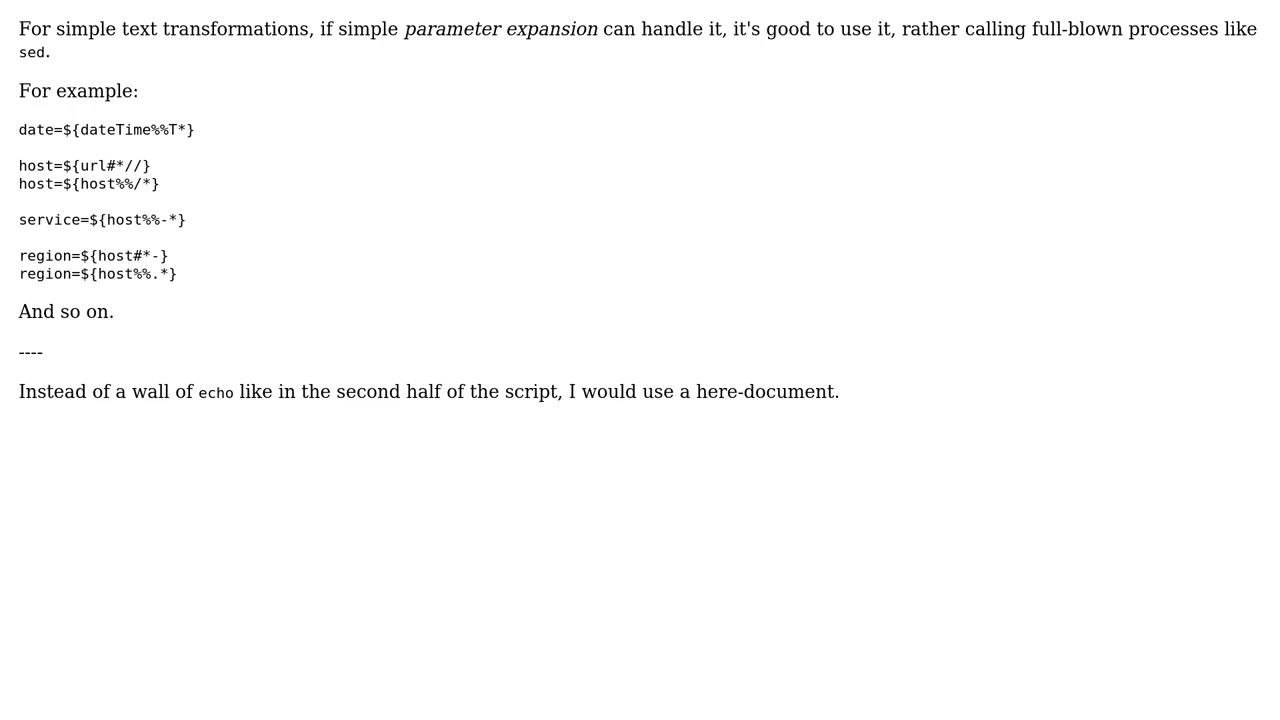 For simple text transformations, if simple parameter expansion can handle it, it's good to use it, rather calling full-blown processes like
sed.
For example:
date=${dateTime%%T*}
host=${url#*//}
host=${host%%/*}
service=${host%%-*}
region=${host#*-}
region=${host%%.*}
And so on.
----
Instead of a wall of echo like in the second half of the script, I would use a here-document.